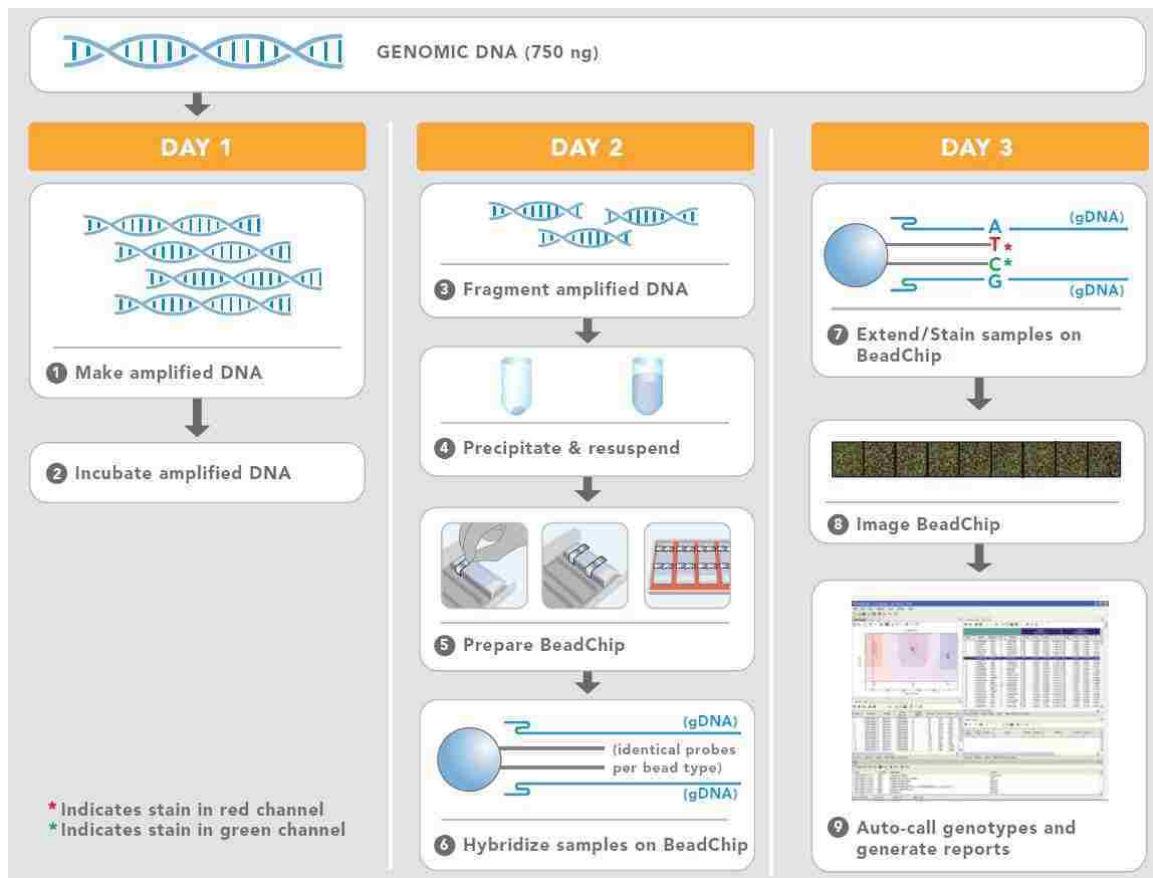 GENOMIC DNA (750 ng)
DAY 1
1 Make amplified DNA
2 Incubate amplified DNA
* Indicates stain in red channel
* Indicates stain in green channel
DAY 2
3 Fragment amplified DNA
4 Precipitate & resuspend
5 Prepare BeadChip
(gDNA)
(identical probes
per bead type)
(gDNA)
6 Hybridize samples on BeadChip
DAY 3
A (gDNA)
T*
C*
G (gDNA)
7 Extend/Stain samples on
BeadChip
8 Image BeadChip
9 Auto-call genotypes and
generate reports